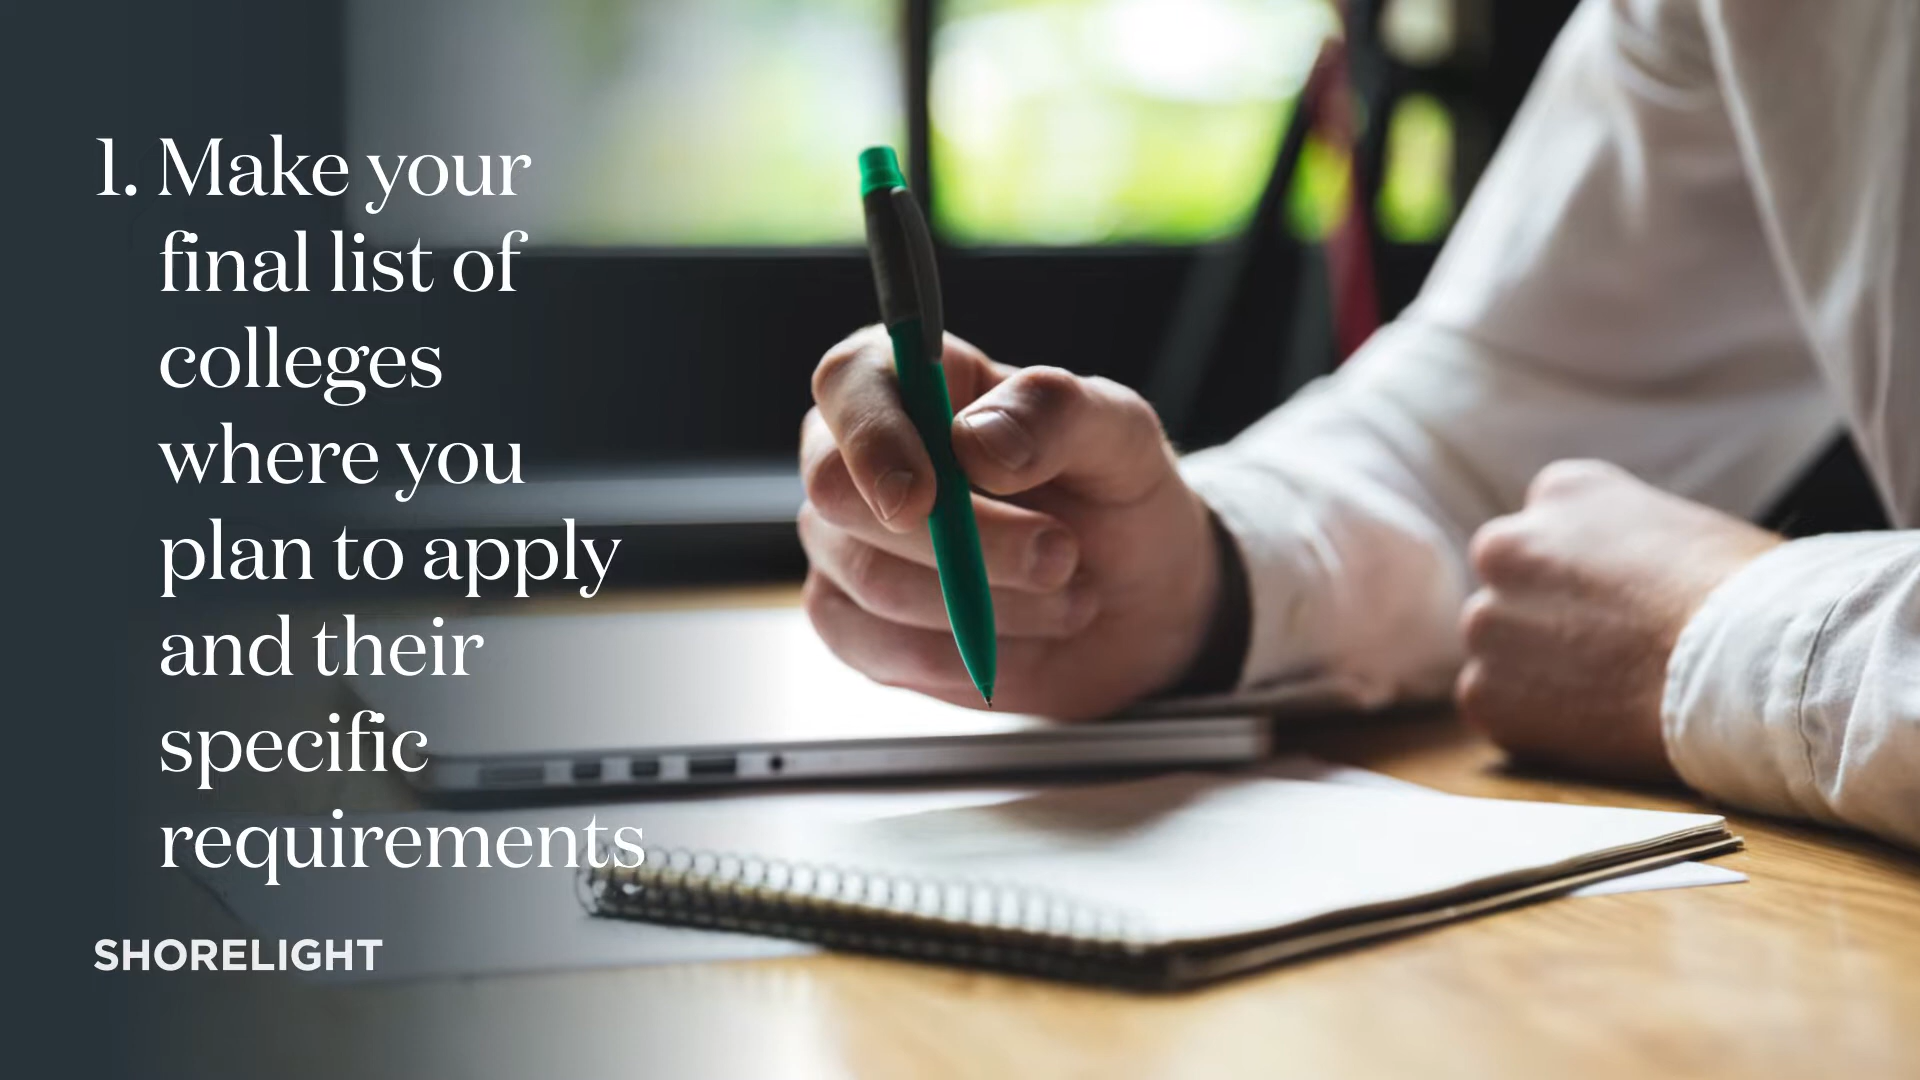 1. Make your
final list of
colleges
where you
plan to apply
and their
specific
requirements
SHORELIGHT